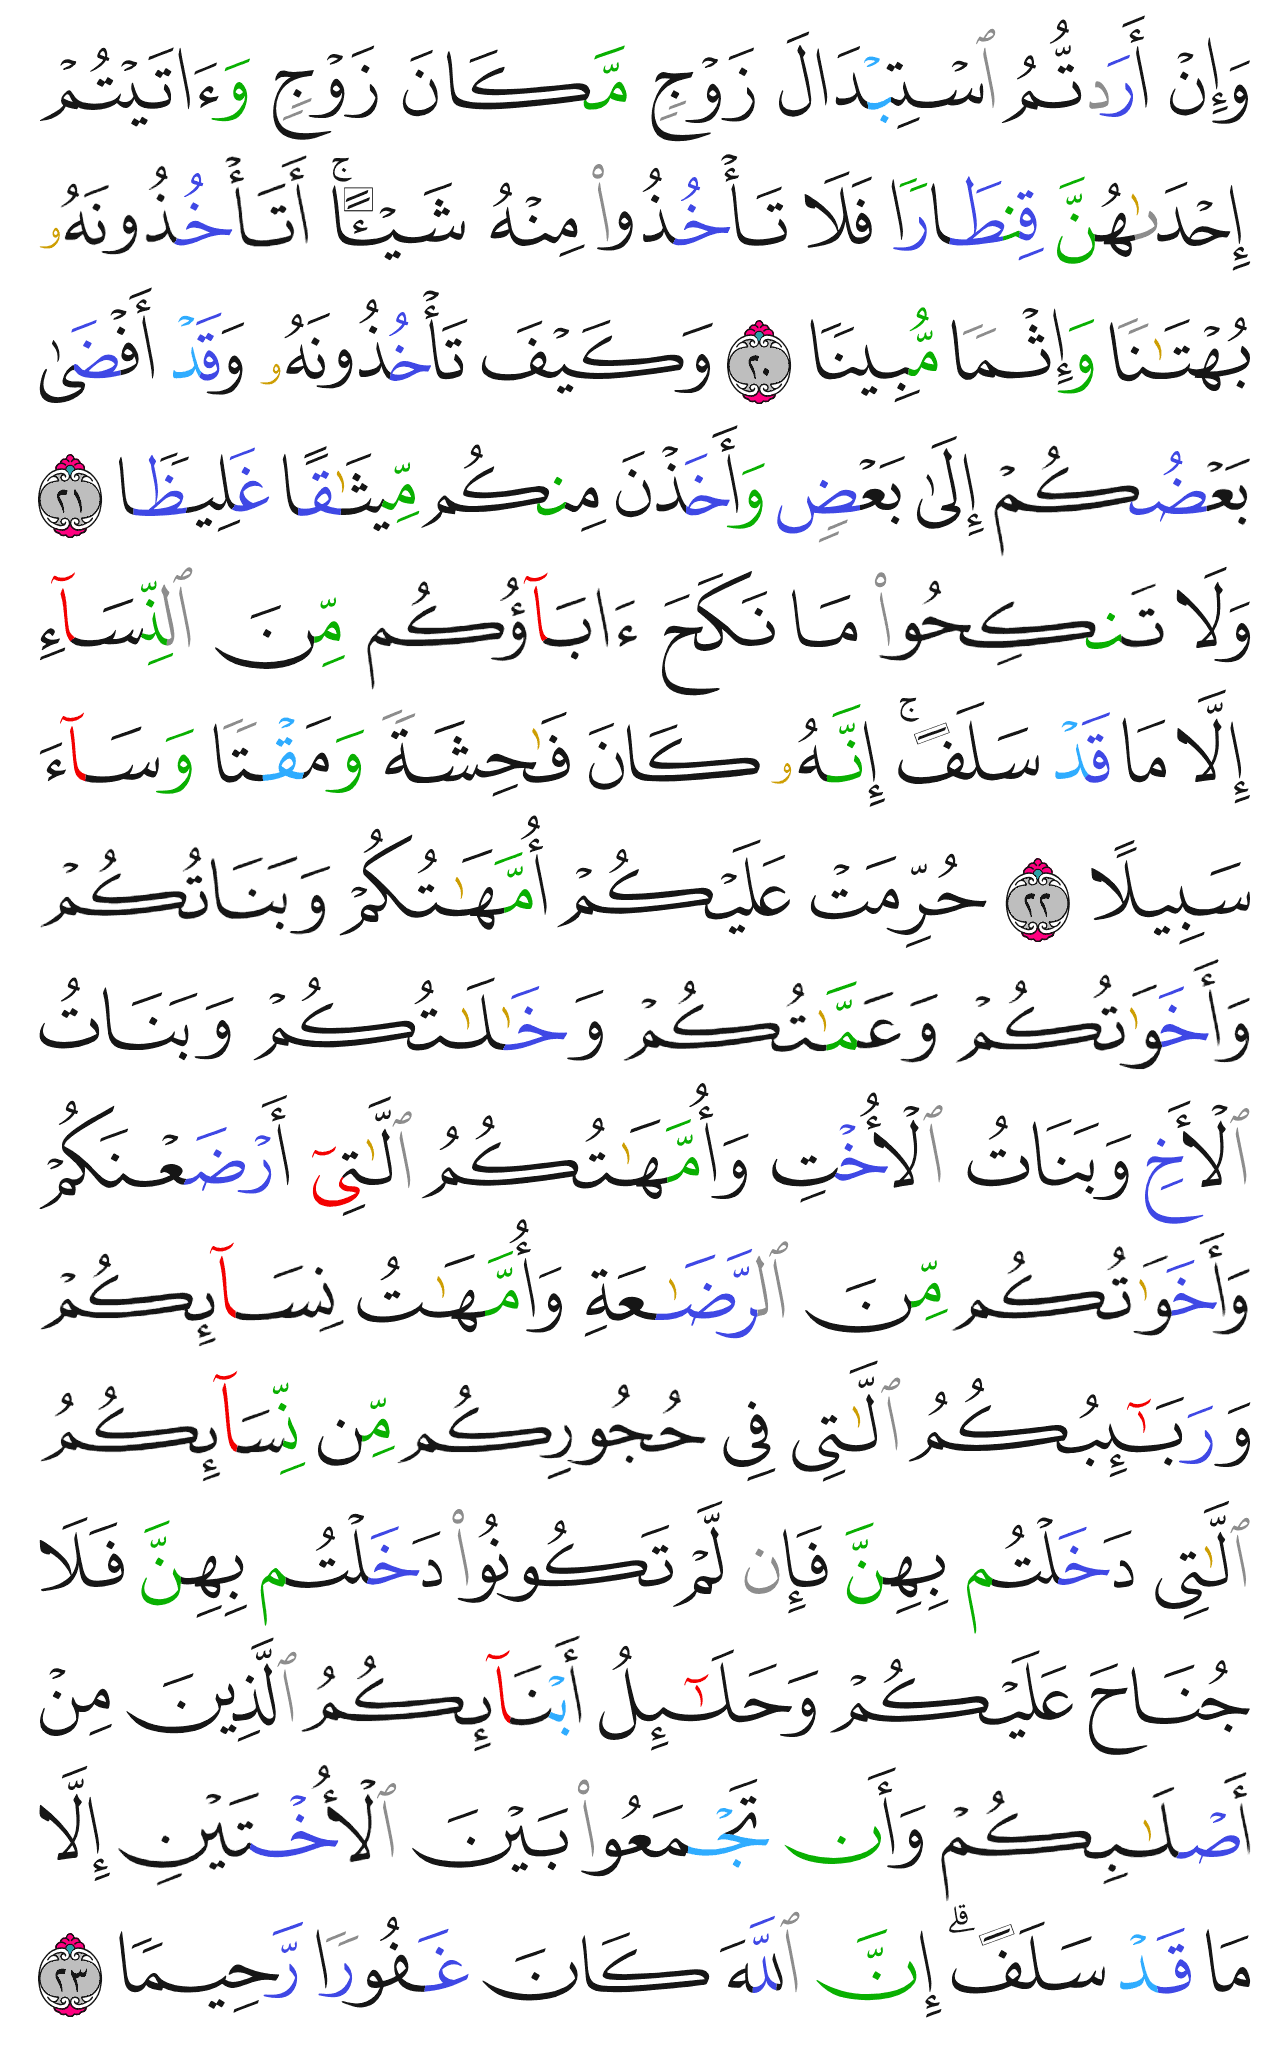 وَإِنْ أَرَدتُّمُ ٱسْتِبْدَالَ زَوْجٍ مَّكَانَ زَوْجٍ وَءَاتَيْتُمْ
إِحْدَىٰهُنَّ قِنطَارًا فَلَا تَأْخُذُوا۟ مِنْهُ شَيْـًٔا ۚ أَتَأْخُذُونَهُۥ
بُهْتَـٰنًا وَإِثْمًا مُّبِينًا ٢٠ وَكَيْفَ تَأْخُذُونَهُۥ وَقَدْ أَفْضَىٰ
بَعْضُكُمْ إِلَىٰ بَعْضٍ وَأَخَذْنَ مِنكُم مِّيثَـٰقًا غَلِيظًا ٢١
وَلَا تَنكِحُوا۟ مَا نَكَحَ ءَابَآؤُكُم مِّنَ ٱلنِّسَآءِ
إِلَّا مَا قَدْ سَلَفَ ۚ إِنَّهُۥ كَانَ فَـٰحِشَةً وَمَقْتًا وَسَآءَ
سَبِيلًا ٢٢ حُرِّمَتْ عَلَيْكُمْ أُمَّهَـٰتُكُمْ وَبَنَاتُكُمْ
وَأَخَوَٰتُكُمْ وَعَمَّـٰتُكُمْ وَخَـٰلَـٰتُكُمْ وَبَنَاتُ
ٱلْأَخِ وَبَنَاتُ ٱلْأُخْتِ وَأُمَّهَـٰتُكُمُ ٱلَّـٰتِىٓ أَرْضَعْنَكُمْ
وَأَخَوَٰتُكُم مِّنَ ٱلرَّضَـٰعَةِ وَأُمَّهَـٰتُ نِسَآئِكُمْ
وَرَبَـٰٓئِبُكُمُ ٱلَّـٰتِى فِى حُجُورِكُم مِّن نِّسَآئِكُمُ
ٱلَّـٰتِى دَخَلْتُم بِهِنَّ فَإِن لَّمْ تَكُونُوا۟ دَخَلْتُم بِهِنَّ فَلَا
جُنَاحَ عَلَيْكُمْ وَحَلَـٰٓئِلُ أَبْنَآئِكُمُ ٱلَّذِينَ مِنْ
أَصْلَـٰبِكُمْ وَأَن تَجْمَعُوا۟ بَيْنَ ٱلْأُخْتَيْنِ إِلَّا
مَا قَدْ سَلَفَ ۗ إِنَّ ٱللَّهَ كَانَ غَفُورًا رَّحِيمًا ٢٣